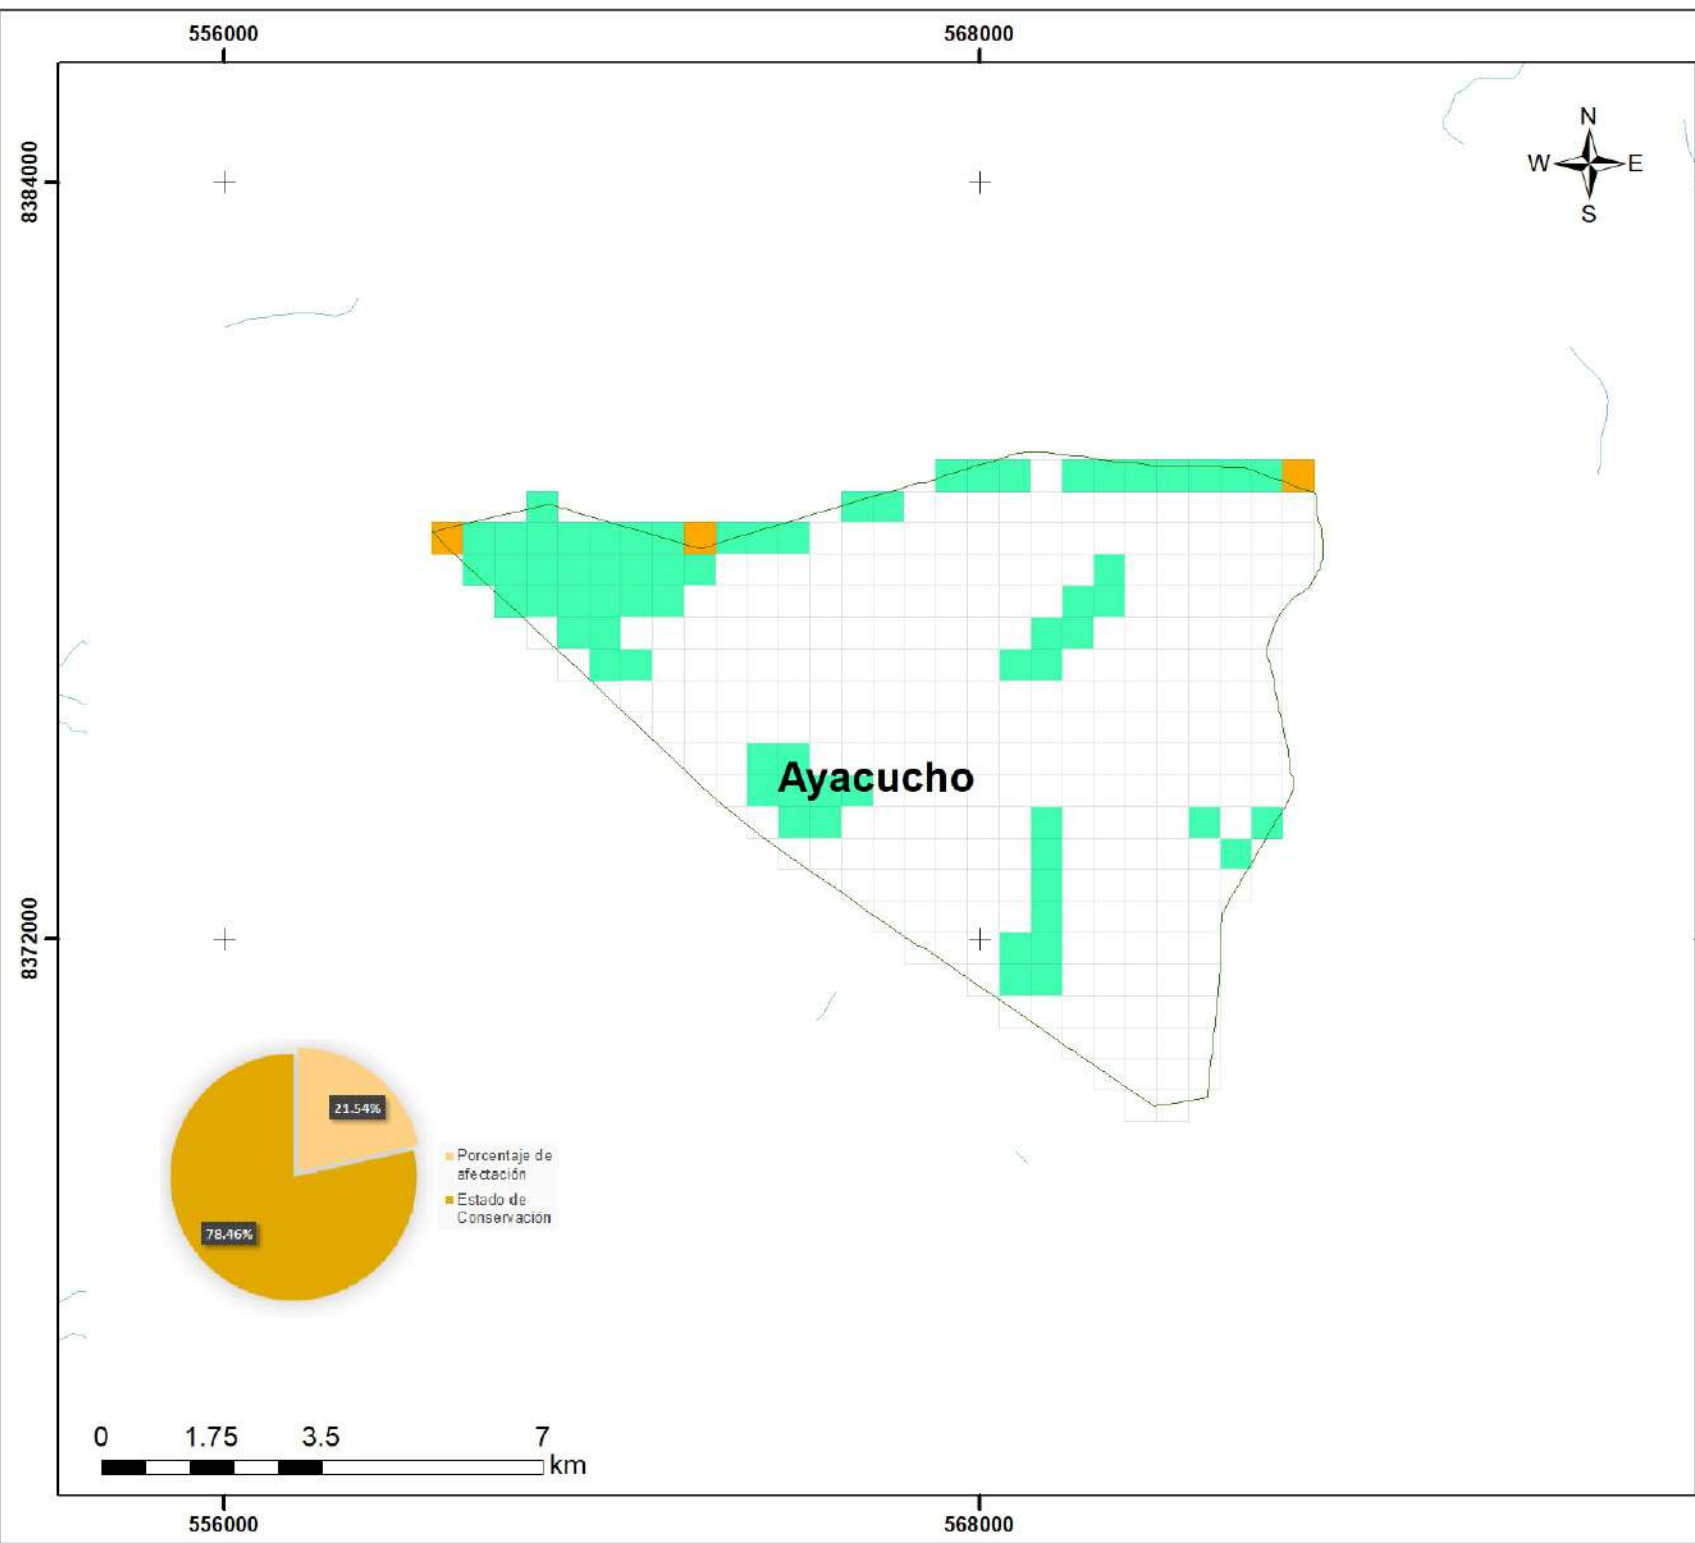 556000
568000
8384000
N
W
E
S
Ayacucho
8372000
21.54%
Porcentaje de
afectación
Estado de
Conservación
78.46%
0
1.75
3.5
7
km
556000
568000